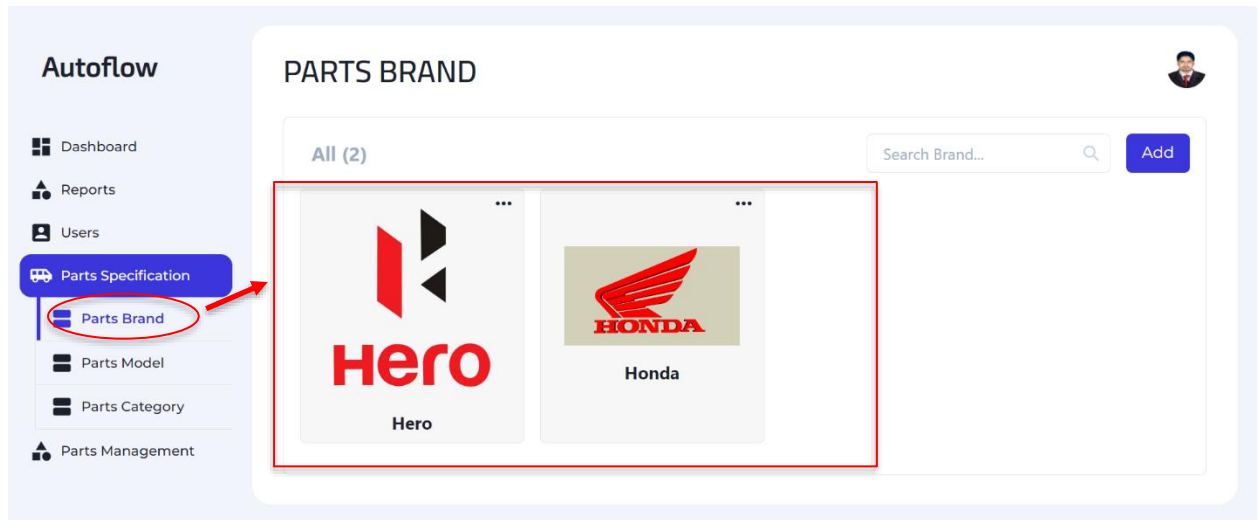 Autoflow
PARTS BRAND
Dashboard
Reports
Users
Parts Specification
Parts Brand
Parts Model
Parts Category
Parts Management
All (2)
Search Brand...
Add
Hero
Hero
HONDA
Honda